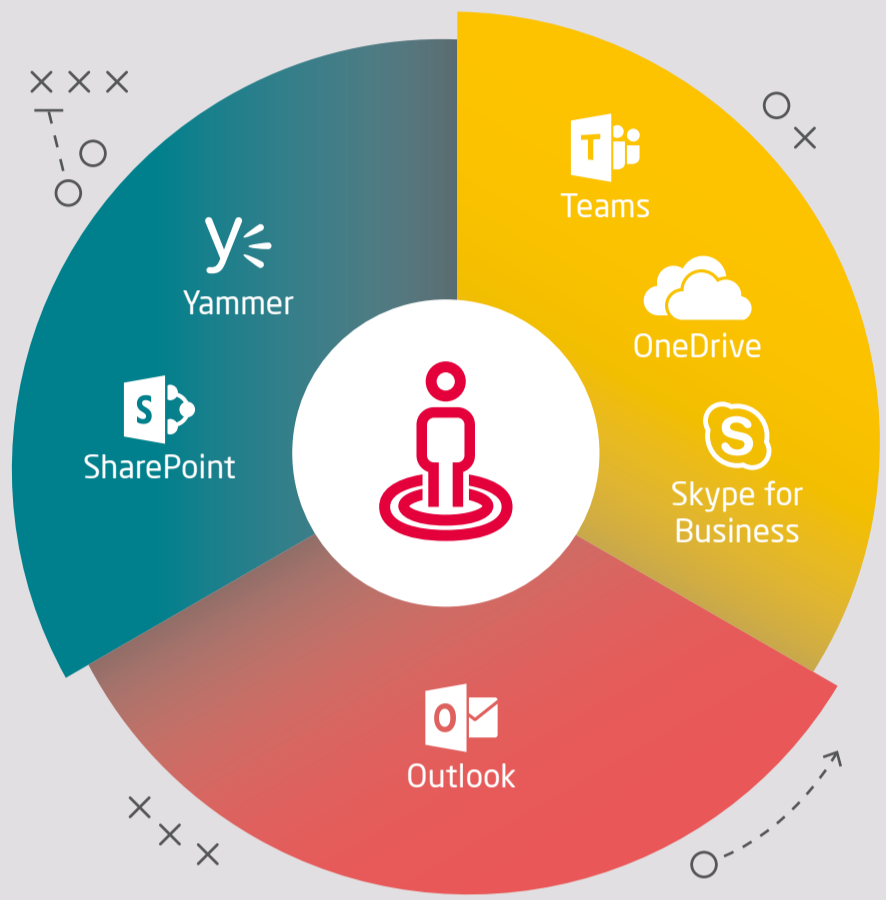 Teams
Yammer
OneDrive
SharePoint
Skype for
Business
Outlook